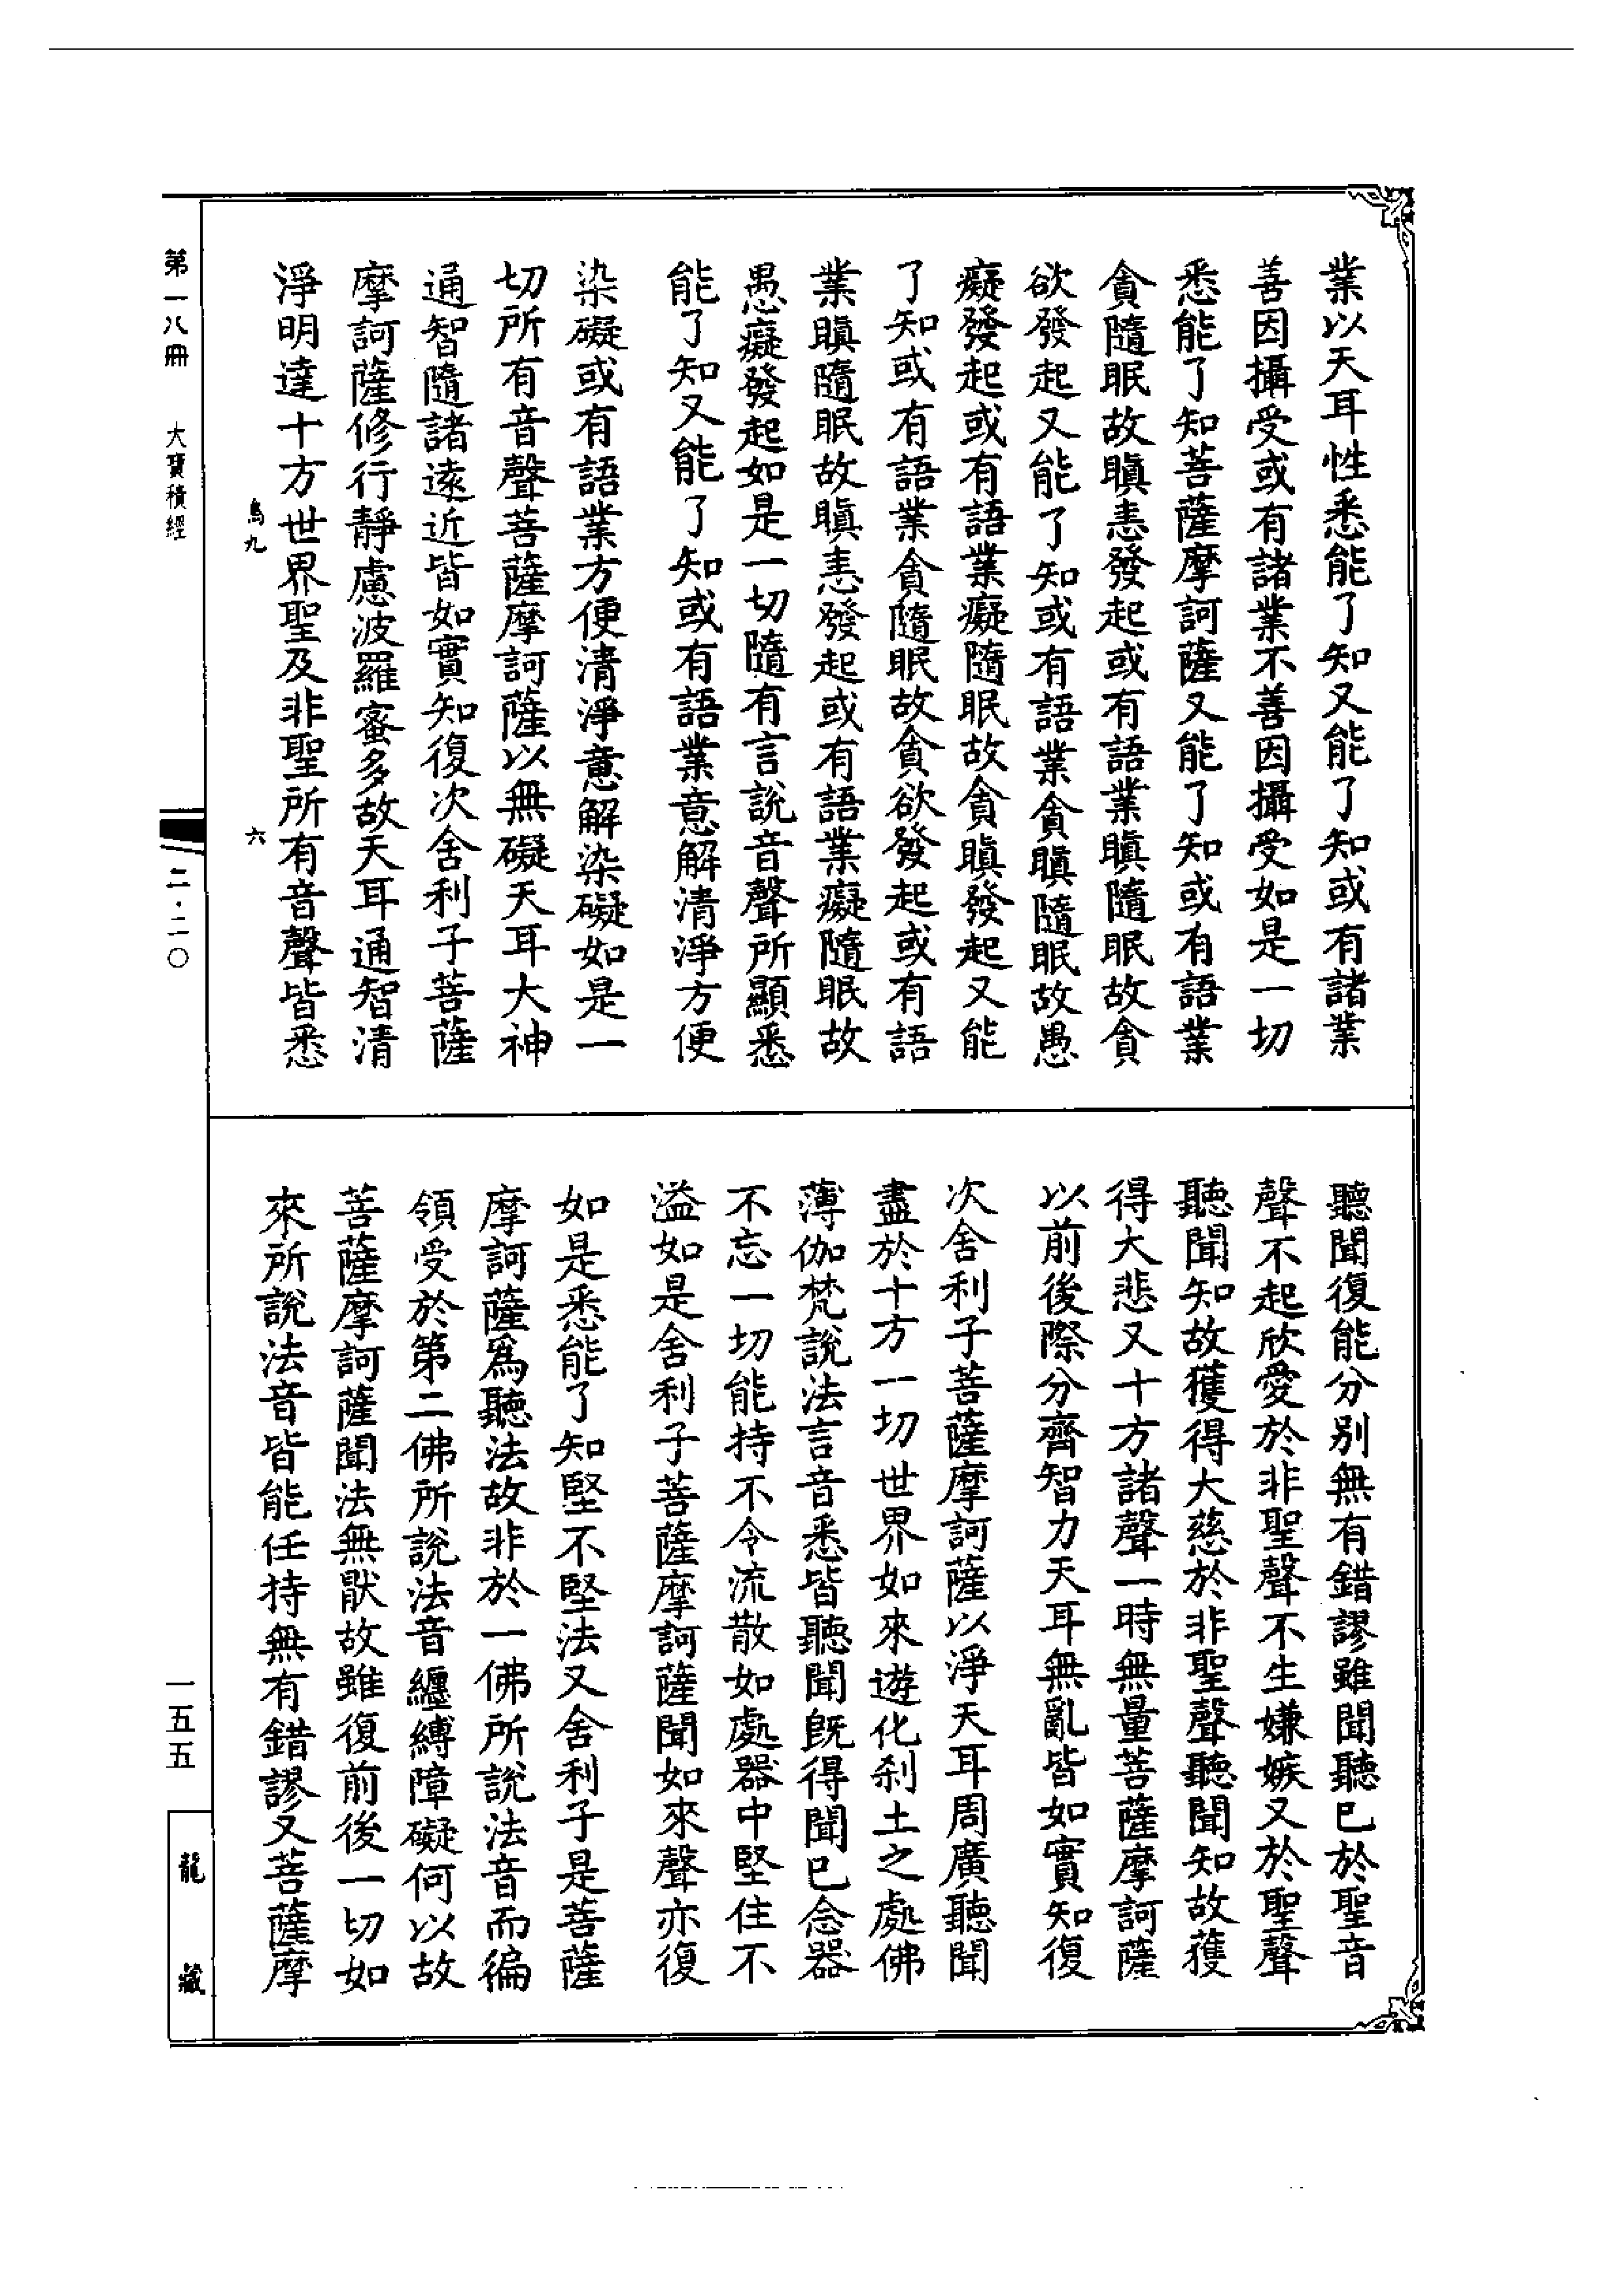 業以天耳性悉能了知又能了知或有諸業
善因攝受或有諸業不善因攝受如是一切
悉能了知菩薩摩訶薩又能了知或有語業
貪隨眠故瞋恚發起或有語業瞋隨眠故貪
欲發起又能了知或有語業貪瞋隨眠故愚
癡發起或有語業癡隨眠故貪瞋發起又能
了知或有語業貪隨眠故貪欲發起或有語
業瞋隨眠故瞋恚發起或有語業癡隨眠故
愚癡發起如是一切隨有言說音聲所顯悉
能了知又能了知或有語業意解清淨方便
染礙或有語業方便清淨意解染礙如是一
切所有音聲菩薩摩訶薩以無礙天耳大神
通智隨諸遠近皆如實知復次舍利子菩薩
摩訶薩修行靜慮波羅蜜多故天耳通智清
淨明達十方世界聖及非聖所有音聲皆悉
鳥九
六
聽聞復能分別無有錯謬雖聞聽已於聖音
聲不起欣愛於非聖聲不生嫌嫉又於聖聲
聽聞知故獲得大慈於非聖聲聽聞知故獲
得大悲又十方諸聲一時無量菩薩摩訶薩
以前後際分齊智力天耳無亂皆如實知復
次舍利子菩薩摩訶薩以淨天耳周廣聽聞
盡於十方一切世界如來遊化刹土之處佛
薄伽梵說法言音悉皆聽聞既得聞已念器
不忘一切能持不令流散如處器中堅住不
溢如是舍利子菩薩摩訶薩聞如來聲亦復
如是悉能了知堅不堅法又舍利子是菩薩
摩訶薩爲聽法故非於一佛所說法音而徧
領受於第二佛所說法音纏縛障礙何以故
菩薩摩訶薩聞法無猒故雖復前後一切如
來所說法音皆能任持無有錯謬又菩薩摩
第一八冊 大寶積經
二·二〇
一五五
龍藏